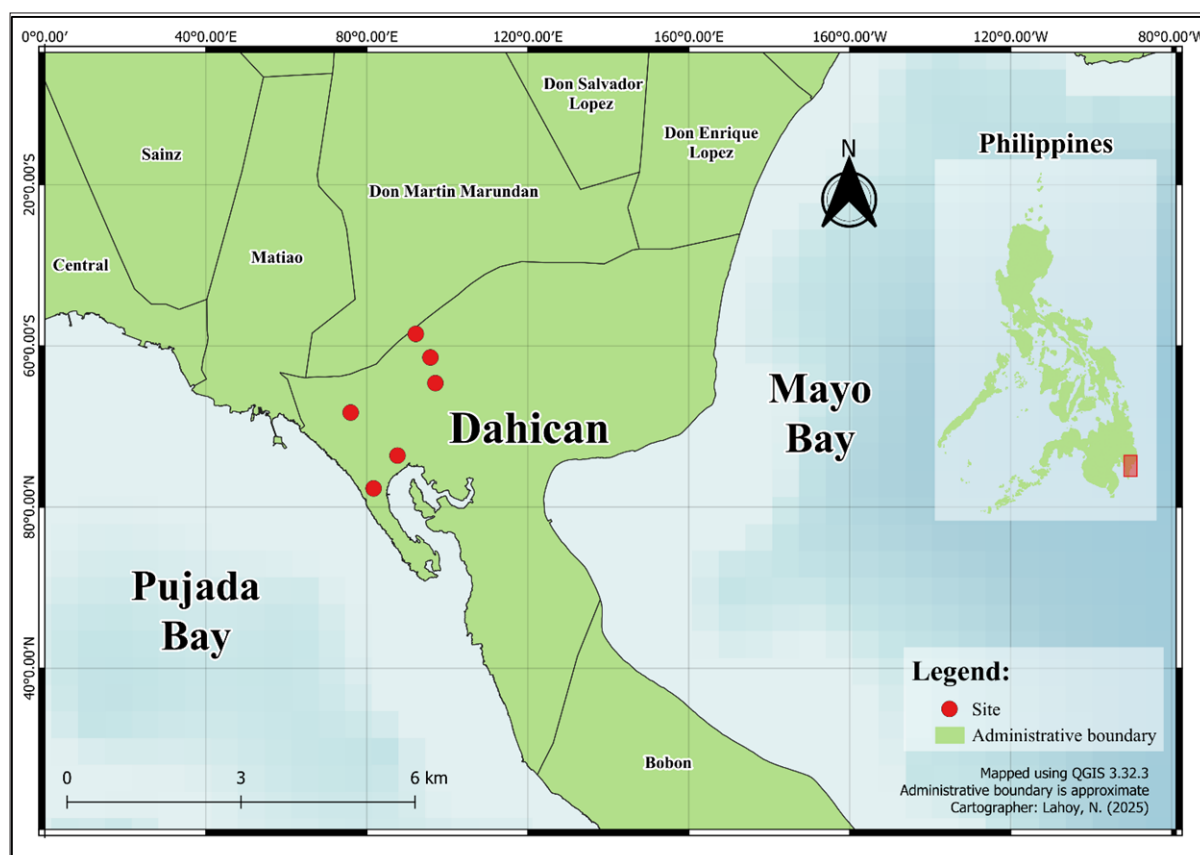 0°0.00′
40°0.00′E
80°0.00′E
120°0.00′E
160°0.00′W
120°0.00′W
80°0.00′W
20°0.00′S
60°0.00′S
80°0.00′N
40°0.00′N
Don Salvador
Lopez
Don Enrique
Lopez
Sainz
Don Martin Marundan
Central
Matiao
N
Philippines
Dahican
Mayo
Bay
Pujada
Bay
Bobon
0 3 6 km
Legend:
Site
Administrative boundary
Mapped using QGIS 3.32.3
Administrative boundary is approximate
Cartographer: Lahoy, N. (2025)